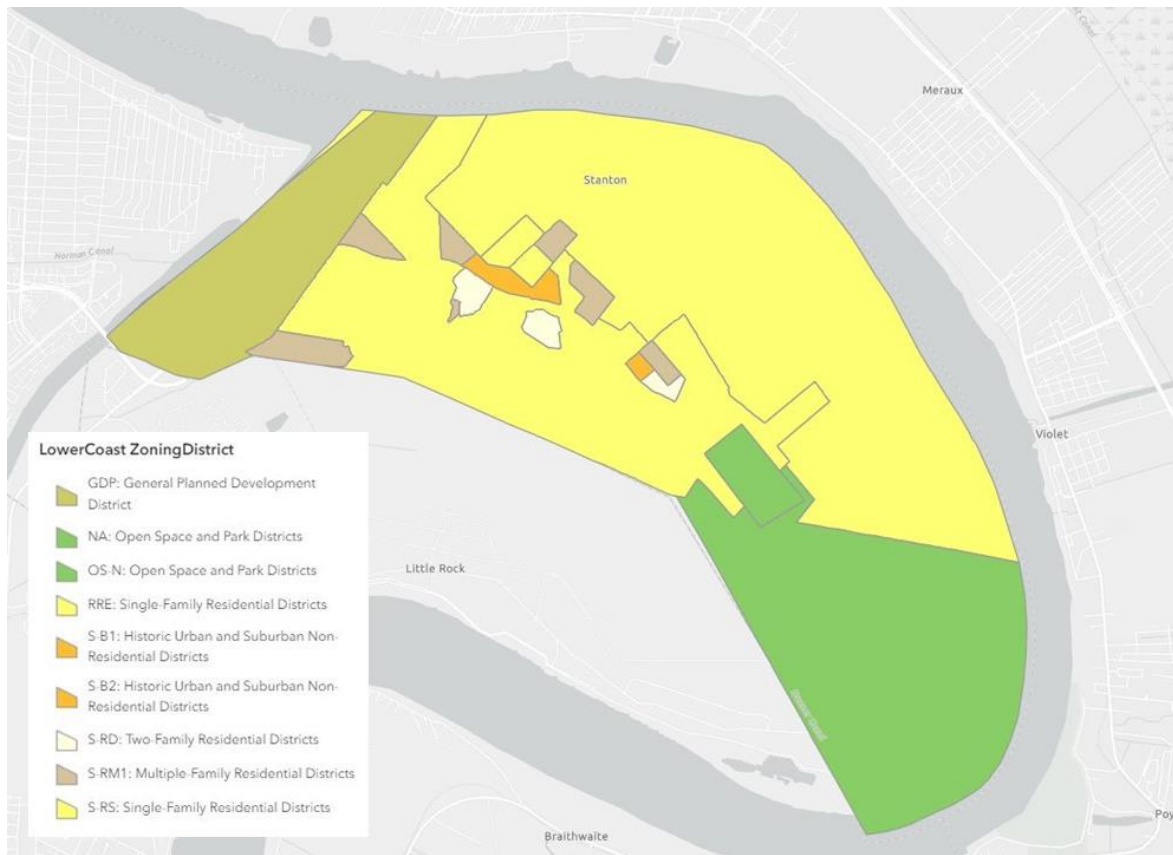 Meraux
Stanton
Norman Canal
Violet
LowerCoast ZoningDistrict
GDP: General Planned Development
District
NA: Open Space and Park Districts
OS-N: Open Space and Park Districts
RRE: Single-Family Residential Districts
S-B1: Historic Urban and Suburban Non-
Residential Districts
S-B2: Historic Urban and Suburban Non-
Residential Districts
S-RD: Two-Family Residential Districts
S-RM1: Multiple-Family Residential Districts
S-RS: Single-Family Residential Districts
Little Rock
Braithwaite
Poy